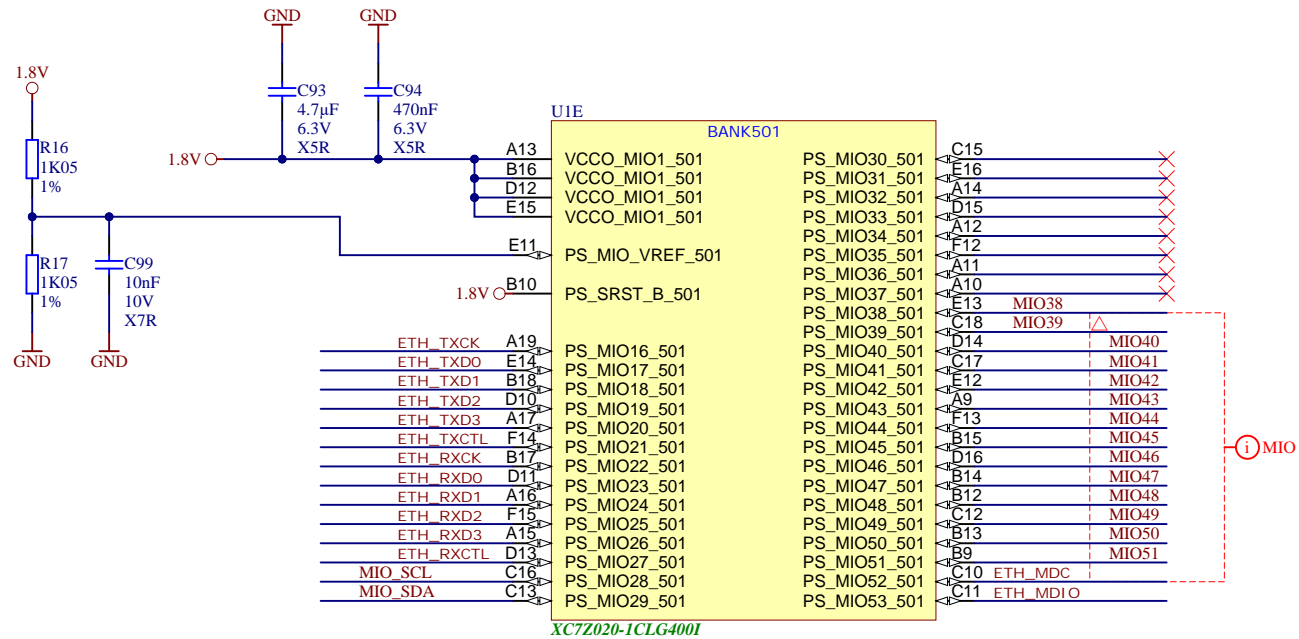 GND
GND
1.8V
C93
4.7µF
6.3V
X5R
C94
470nF
6.3V
X5R
R16
1K05
1%
1.8V
R17
1K05
1%
C99
10nF
10V
X7R
GND
GND
U1E
BANK501
A13 VCCO_MIO1_501
B16 VCCO_MIO1_501
D12 VCCO_MIO1_501
E15 VCCO_MIO1_501
E11 PS_MIO_VREF_501
1.8V B10 PS_SRST_B_501
ETH_TXCK A19 PS_MIO16_501
ETH_TXD0 E14 PS_MIO17_501
ETH_TXD1 B18 PS_MIO18_501
ETH_TXD2 D10 PS_MIO19_501
ETH_TXD3 A17 PS_MIO20_501
ETH_TXCTL F14 PS_MIO21_501
ETH_RXCK B17 PS_MIO22_501
ETH_RXD0 D11 PS_MIO23_501
ETH_RXD1 A16 PS_MIO24_501
ETH_RXD2 F15 PS_MIO25_501
ETH_RXD3 A15 PS_MIO26_501
ETH_RXCTL D13 PS_MIO27_501
MIO_SCL C16 PS_MIO28_501
MIO_SDA C13 PS_MIO29_501
PS_MIO30_501 C15
PS_MIO31_501 E16
PS_MIO32_501 A14
PS_MIO33_501 D15
PS_MIO34_501 A12
PS_MIO35_501 F12
PS_MIO36_501 A11
PS_MIO37_501 A10
PS_MIO38_501 E13 MIO38
PS_MIO39_501 C18 MIO39
PS_MIO40_501 D14 MIO40
PS_MIO41_501 C17 MIO41
PS_MIO42_501 E12 MIO42
PS_MIO43_501 A9 MIO43
PS_MIO44_501 F13 MIO44
PS_MIO45_501 B15 MIO45
PS_MIO46_501 D16 MIO46
PS_MIO47_501 B14 MIO47
PS_MIO48_501 B12 MIO48
PS_MIO49_501 C12 MIO49
PS_MIO50_501 B13 MIO50
PS_MIO51_501 B9 MIO51
PS_MIO52_501 C10 ETH_MDC
PS_MIO53_501 C11 ETH_MDIO
i MIO
XC7Z020-1CLG400I